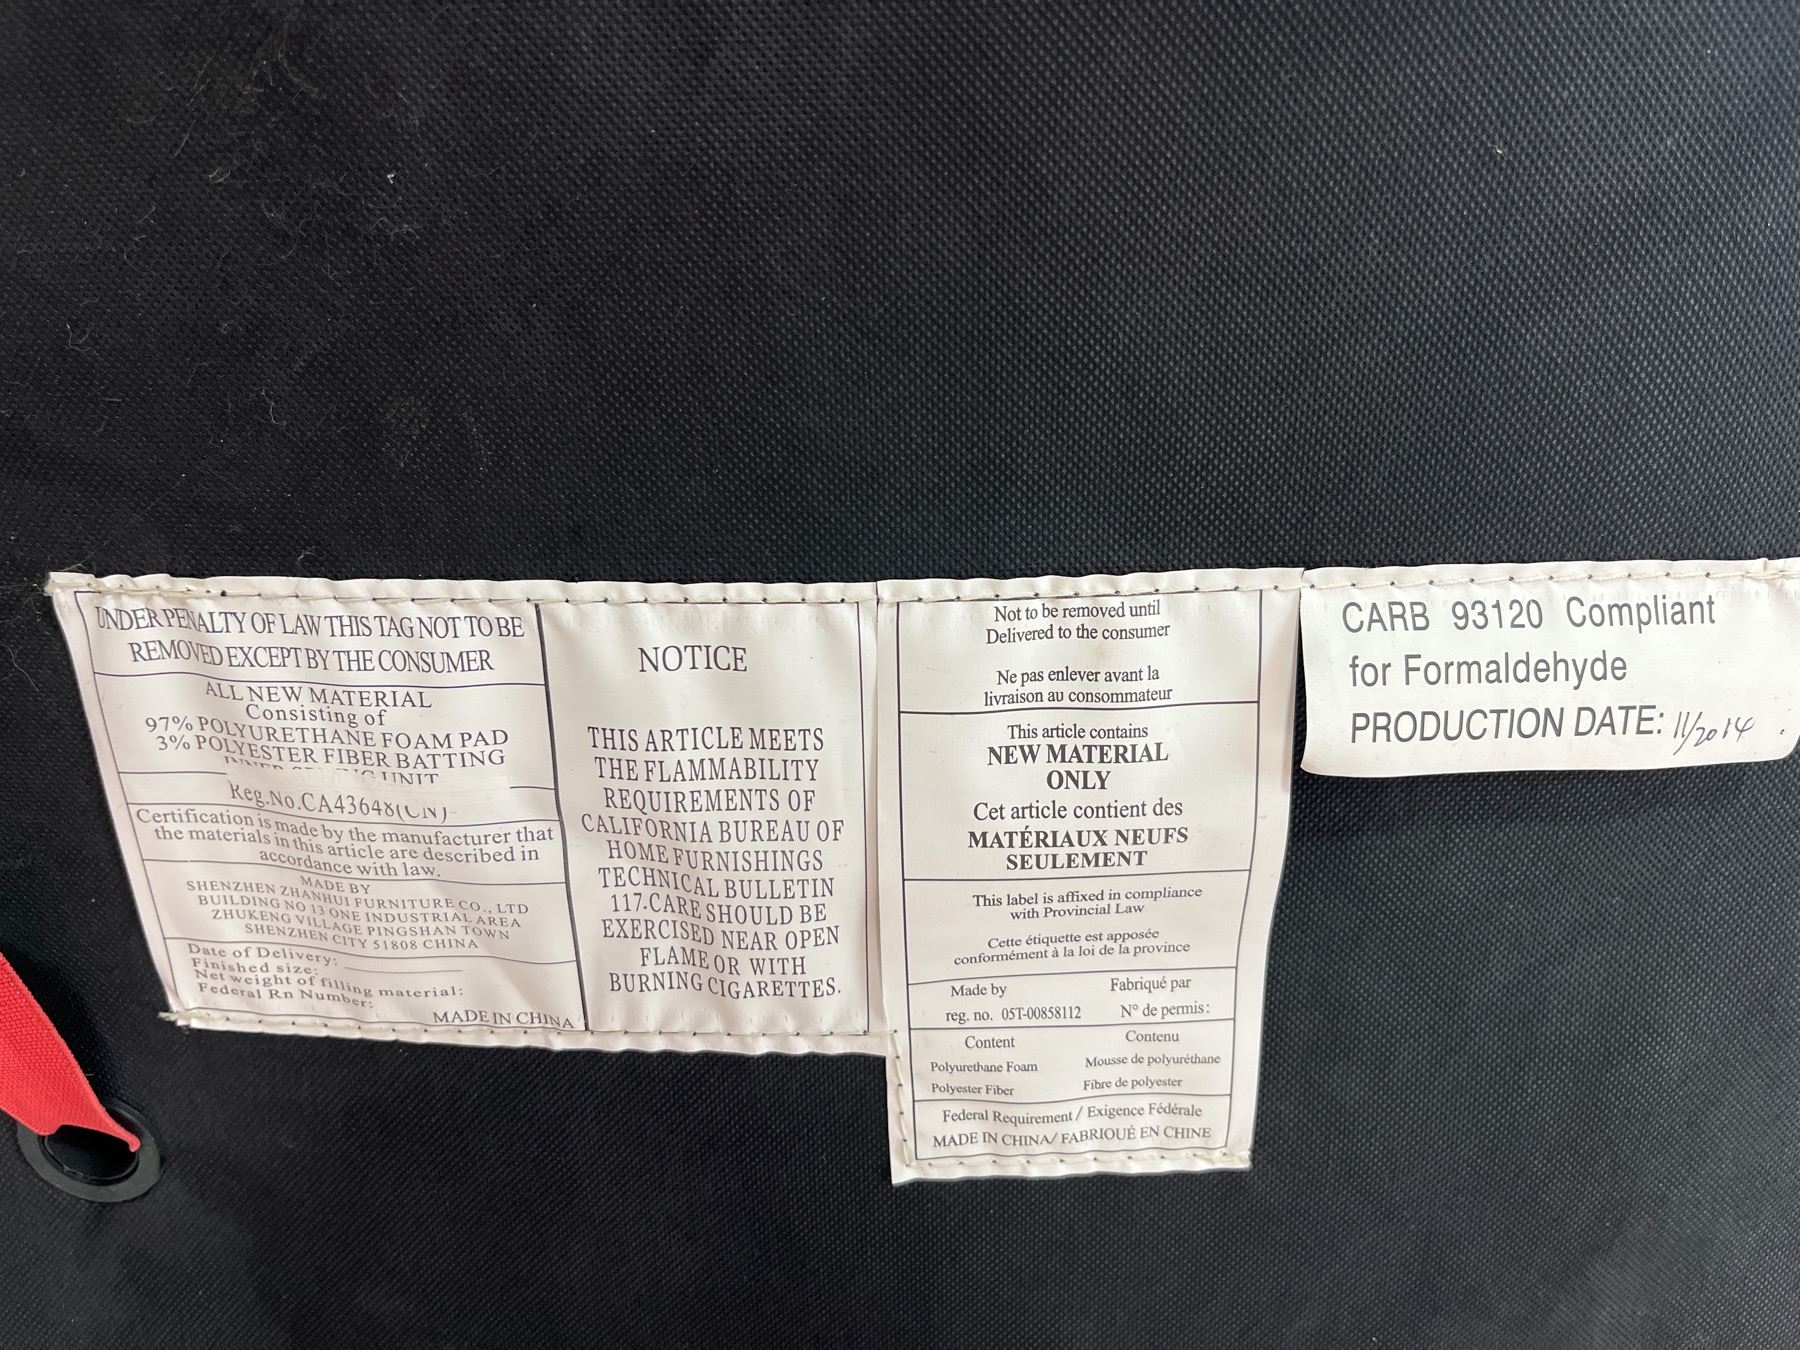 UNDER PENALTY OF LAW THIS TAG NOT TO BE
REMOVED EXCEPT BY THE CONSUMER
ALL NEW MATERIAL
Consisting of
97% POLYURETHANE FOAM PAD
3% POLYESTER FIBER BATTING
UNIT
Reg.No.CA43648(CN)
Certification is made by the manufacturer that
the materials in this article are described in
accordance with law.
MADE BY
SHENZHEN ZHANHUI FURNITURE CO., LTD
BUILDING NO 13 ONE INDUSTRIAL AREA
ZHUKENG VILLAGE PINGSHAN TOWN
SHENZHEN CITY 51808 CHINA
Date of Delivery:
Finished size:
Net weight of filling material:
Federal Rn Number:
MADE IN CHINA
NOTICE
THIS ARTICLE MEETS
THE FLAMMABILITY
REQUIREMENTS OF
CALIFORNIA BUREAU OF
HOME FURNISHINGS
TECHNICAL BULLETIN
117.CARE SHOULD BE
EXERCISED NEAR OPEN
FLAME OR WITH
BURNING CIGARETTES.
Not to be removed until
Delivered to the consumer
Ne pas enlever avant la
livraison au consommateur
This article contains
NEW MATERIAL
ONLY
Cet article contient des
MATÉRIAUX NEUFS
SEULEMENT
This label is affixed in compliance
with Provincial Law
Cette étiquette est apposée
conformément à la loi de la province
Made by Fabriqué par
reg. no. 05T-00858112 N° de permis:
Content Contenu
Polyurethane Foam Mousse de polyuréthane
Polyester Fiber Fibre de polyester
Federal Requirement / Exigence Fédérale
MADE IN CHINA/ FABRIQUÉ EN CHINE
CARB 93120 Compliant
for Formaldehyde
PRODUCTION DATE: 11/2014